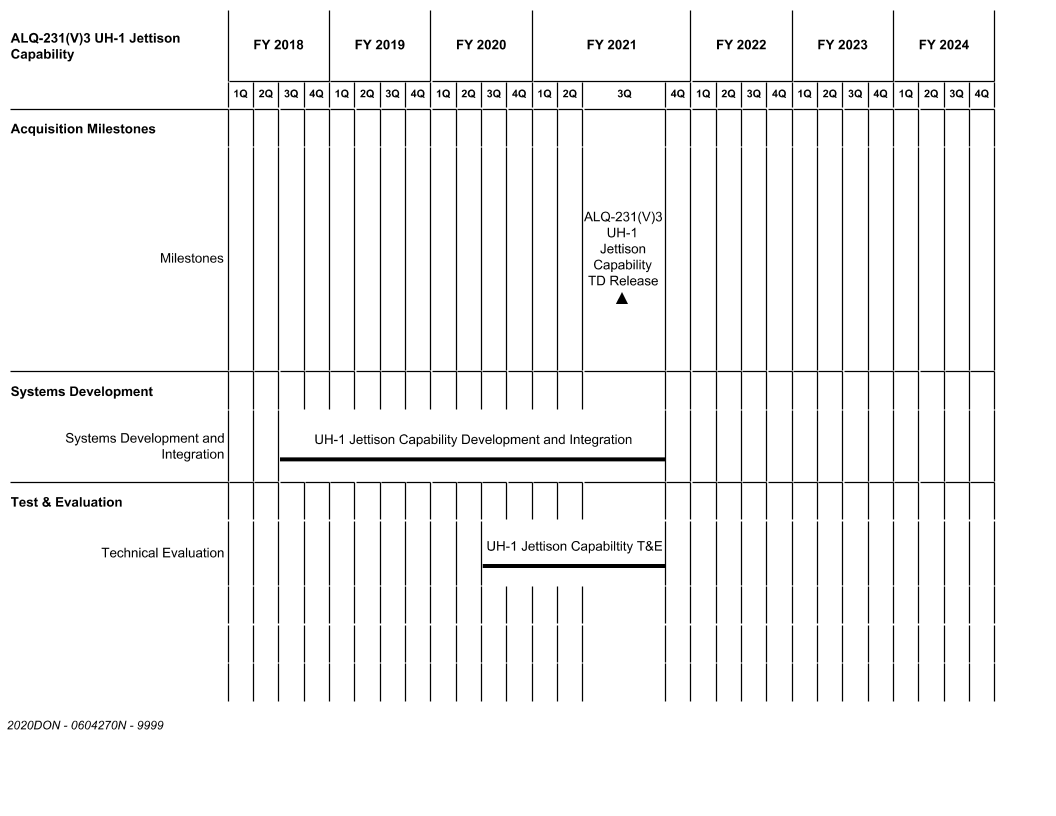 ALQ-231(V)3 UH-1 Jettison
Capability
FY 2018 FY 2019 FY 2020 FY 2021 FY 2022 FY 2023 FY 2024
1Q 2Q 3Q 4Q 1Q 2Q 3Q 4Q 1Q 2Q 3Q 4Q 1Q 2Q 3Q 4Q 1Q 2Q 3Q 4Q 1Q 2Q 3Q 4Q 1Q 2Q 3Q 4Q
Acquisition Milestones
Milestones
ALQ-231(V)3
UH-1
Jettison
Capability
TD Release
Systems Development
Systems Development and
Integration
UH-1 Jettison Capability Development and Integration
Test & Evaluation
Technical Evaluation
UH-1 Jettison Capabiltity T&E
2020DON - 0604270N - 9999